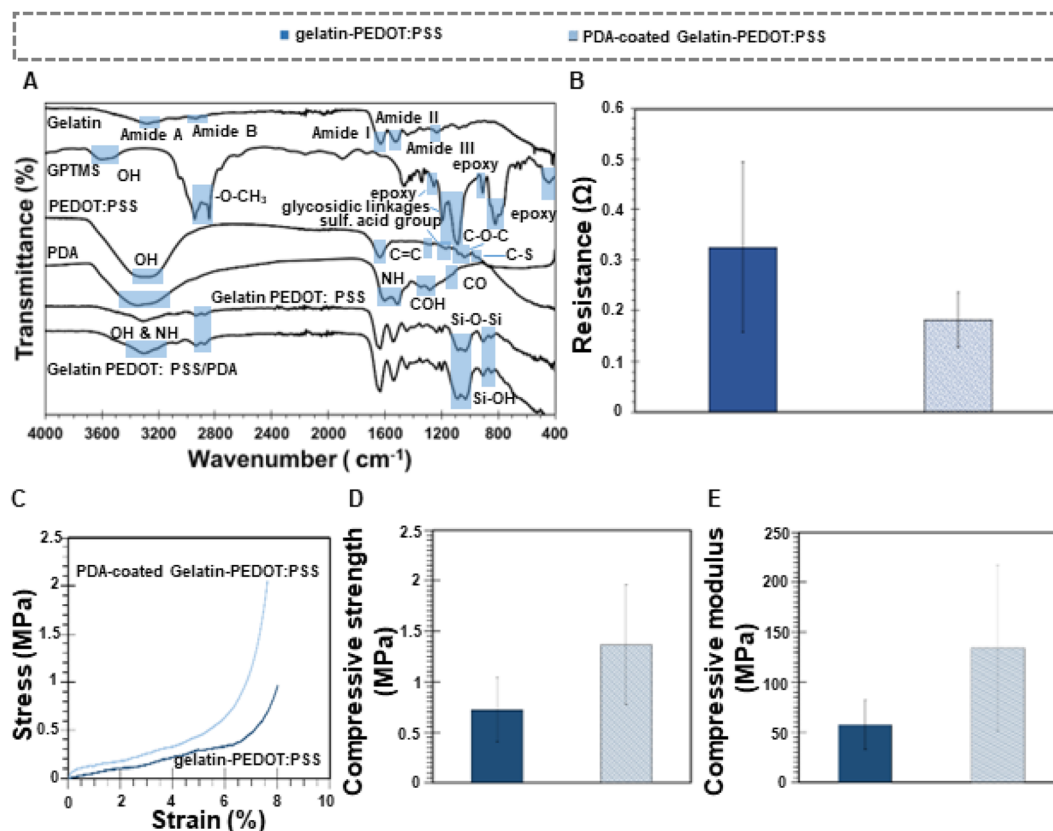 gelatin-PEDOT:PSS
PDA-coated Gelatin-PEDOT:PSS
A
Transmittance (%)
Gelatin
Amide A
Amide B
Amide I
Amide II
Amide III
GPTMS
OH
-O-CH3
epoxy
epoxy
epoxy
glycosidic linkages
sulf. acid group
PEDOT:PSS
OH
C=C
C-O-C
C-S
PDA
NH
COH
CO
Gelatin PEDOT: PSS
OH & NH
Si-O-Si
Gelatin PEDOT: PSS/PDA
Si-OH
4000 3600 3200 2800 2400 2000 1600 1200 800 400
Wavenumber ( cm-1)
B
Resistance (Ω)
0.6
0.5
0.4
0.3
0.2
0.1
0
C
Stress (MPa)
2.5
2
1.5
1
0.5
0
PDA-coated Gelatin-PEDOT:PSS
gelatin-PEDOT:PSS
0 2 4 6 8 10
Strain (%)
D
Compressive strength
(MPa)
2.5
2
1.5
1
0.5
0
E
Compressive modulus
(MPa)
250
200
150
100
50
0